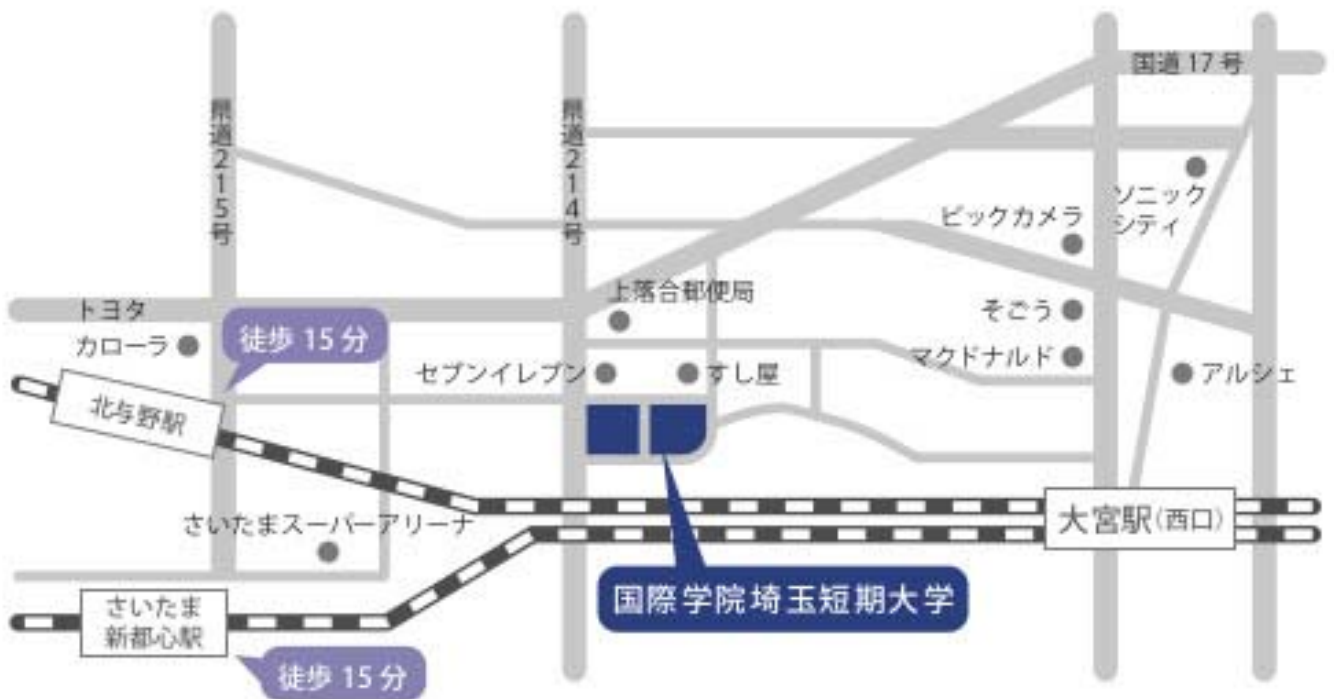 国道 17 号
県道215号
県道214号
ソニック
シティ
ビックカメラ
上落合郵便局
トヨタ
カローラ
徒歩 15 分
そごう
マクドナルド
アルシェ
セブンイレブン
すし屋
北与野駅
さいたまスーパーアリーナ
大宮駅(西口)
国際学院埼玉短期大学
さいたま
新都心駅
徒歩 15 分